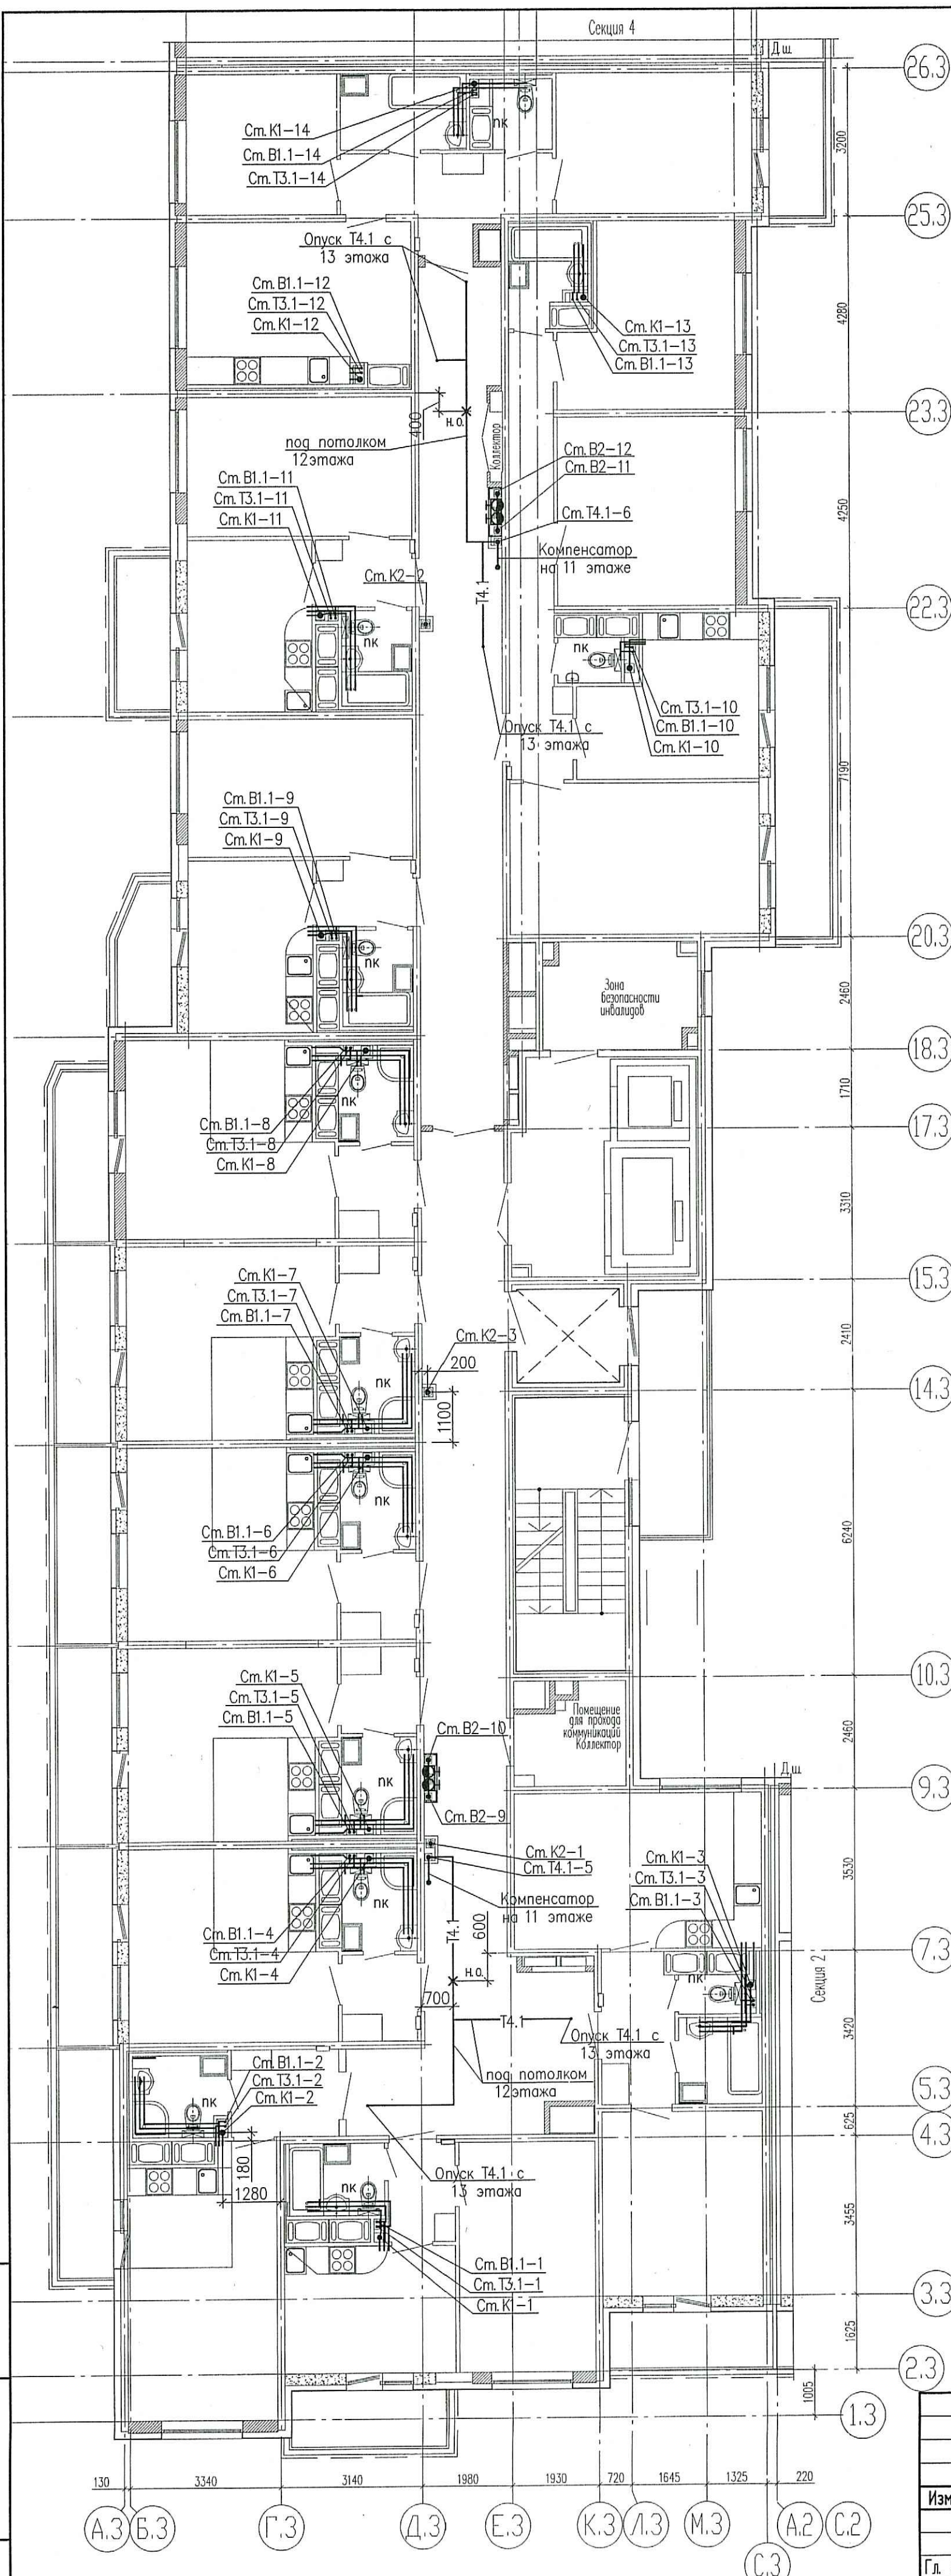 Секция 4
Д.ш.
26.3
3200
Ст. К1-14
Ст. В1.1-14
Ст. Т3.1-14
пк
25.3
Опуск Т4.1 с
13 этажа
Ст. В1.1-12
Ст. Т3.1-12
Ст. К1-12
Ст. К1-13
Ст. Т3.1-13
Ст. В1.1-13
4280
400
н.о.
23.3
под потолком
12этажа
Коллектор
Ст. В2-12
Ст. В2-11
Ст. В1.1-11
Ст. Т3.1-11
Ст. К1-11
Ст. Т4.1-6
4250
Компенсатор
на 11 этаже
Ст. К2-2
Т4.1
22.3
пк
пк
Ст. Т3.1-10
Ст. В1.1-10
Ст. К1-10
Опуск Т4.1 с
13 этажа
7190
Ст. В1.1-9
Ст. Т3.1-9
Ст. К1-9
20.3
пк
Зона
безопасности
инвалидов
2460
18.3
1710
пк
Ст. В1.1-8
Ст. Т3.1-8
Ст. К1-8
17.3
3310
Ст. К1-7
Ст. Т3.1-7
Ст. В1.1-7
15.3
Ст. К2-3
2410
200
пк
14.3
1100
пк
Ст. В1.1-6
Ст. Т3.1-6
Ст. К1-6
6240
Ст. К1-5
Ст. Т3.1-5
Ст. В1.1-5
10.3
Помещение
для прохода
коммуникаций
Коллектор
2460
Ст. В2-10
Д.ш.
пк
9.3
Ст. В2-9
Ст. К2-1
Ст. Т4.1-5
Ст. К1-3
Ст. Т3.1-3
Ст. В1.1-3
3530
пк
Компенсатор
на 11 этаже
Ст. В1.1-4
Ст. Т3.1-4
Ст. К1-4
Т4.1
600
7.3
н.о.
пк
Секция 2
700
Т4.1
Опуск Т4.1 с
13 этажа
3420
Ст. В1.1-2
Ст. Т3.1-2
Ст. К1-2
под потолком
12этажа
5.3
пк
625
4.3
180
1280
пк
Опуск Т4.1 с
13 этажа
3455
Ст. В1.1-1
Ст. Т3.1-1
Ст. К1-1
3.3
1625
2.3
1005
1.3
130
3340
3140
1980
1930
720
1645
1325
220
Изм
А.3
Б.3
Г.3
Д.3
Е.3
К.3
Л.3
М.3
А.2
С.2
С.3
Гл.